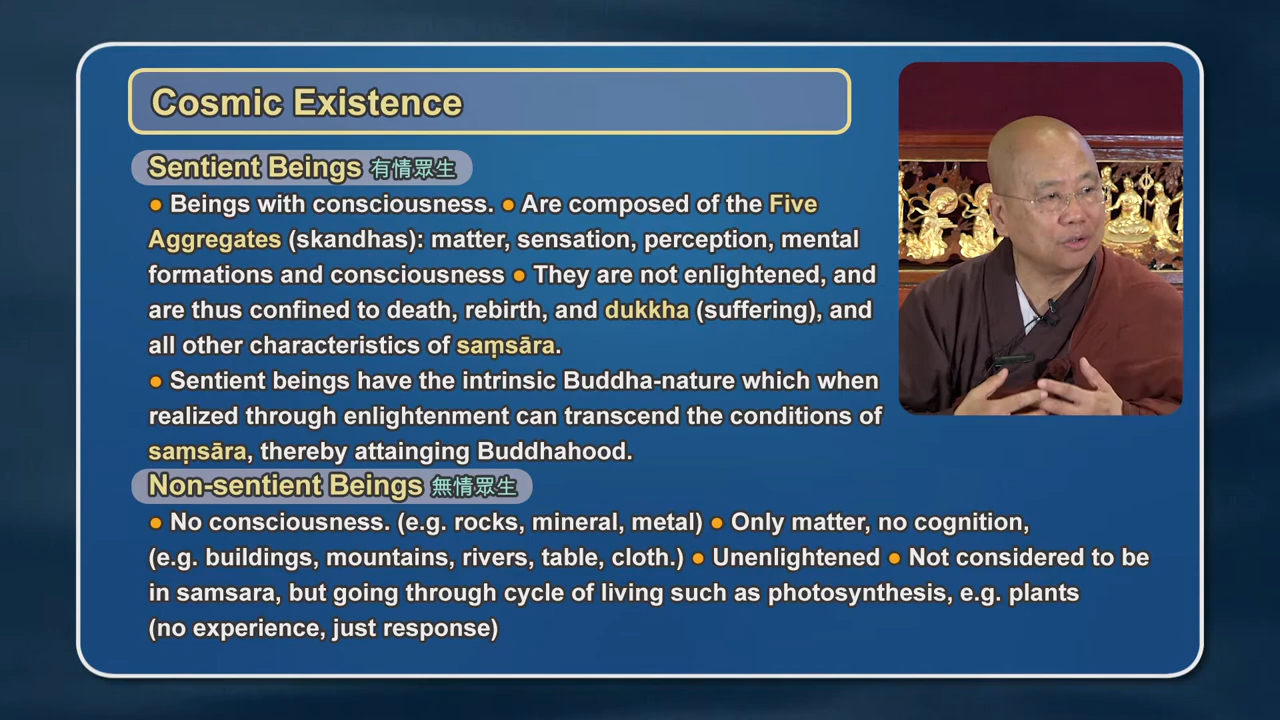 Cosmic Existence
Sentient Beings 有情眾生
● Beings with consciousness. ● Are composed of the Five
Aggregates (skandhas): matter, sensation, perception, mental
formations and consciousness ● They are not enlightened, and
are thus confined to death, rebirth, and dukkha (suffering), and
all other characteristics of saṃsāra.
● Sentient beings have the intrinsic Buddha-nature which when
realized through enlightenment can transcend the conditions of
saṃsāra, thereby attainging Buddhahood.
Non-sentient Beings 無情眾生
● No consciousness. (e.g. rocks, mineral, metal) ● Only matter, no cognition,
(e.g. buildings, mountains, rivers, table, cloth.) ● Unenlightened ● Not considered to be
in samsara, but going through cycle of living such as photosynthesis, e.g. plants
(no experience, just response)